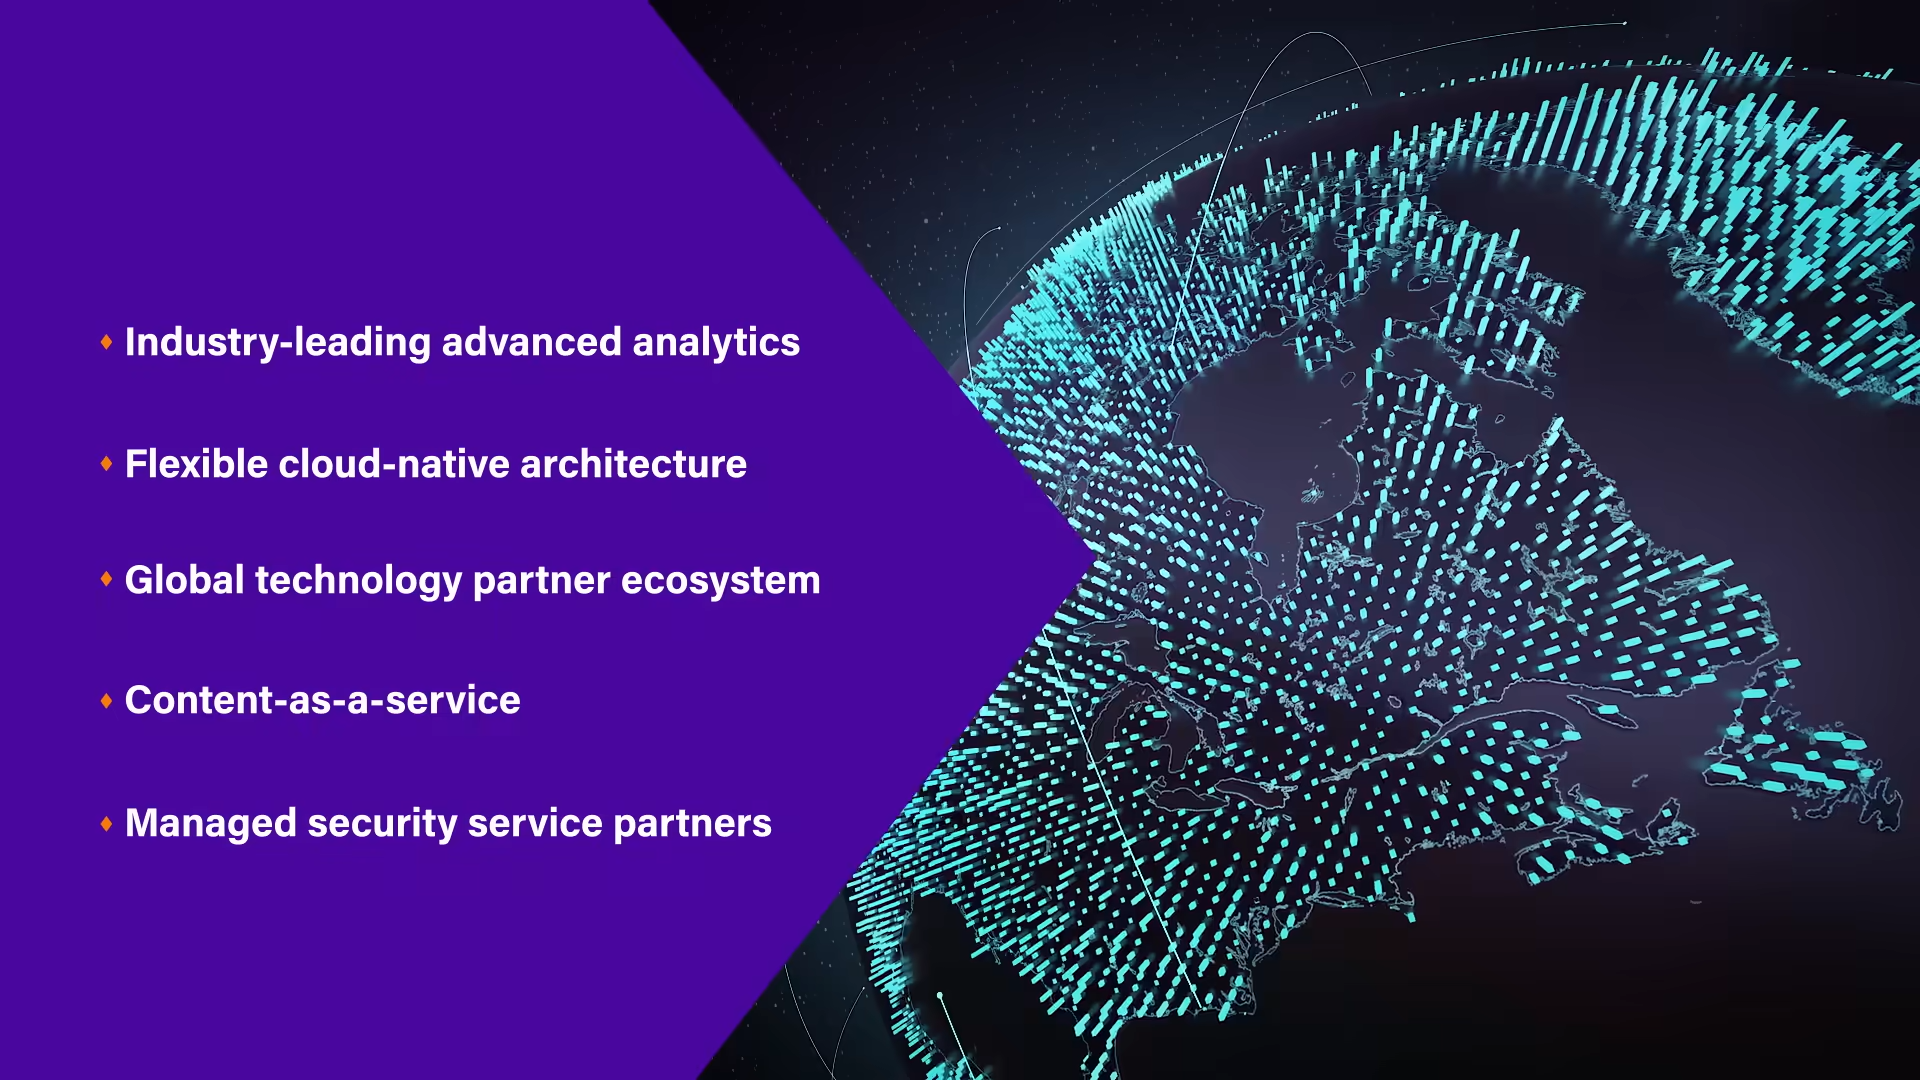 Industry-leading advanced analytics
Flexible cloud-native architecture
Global technology partner ecosystem
Content-as-a-service
Managed security service partners